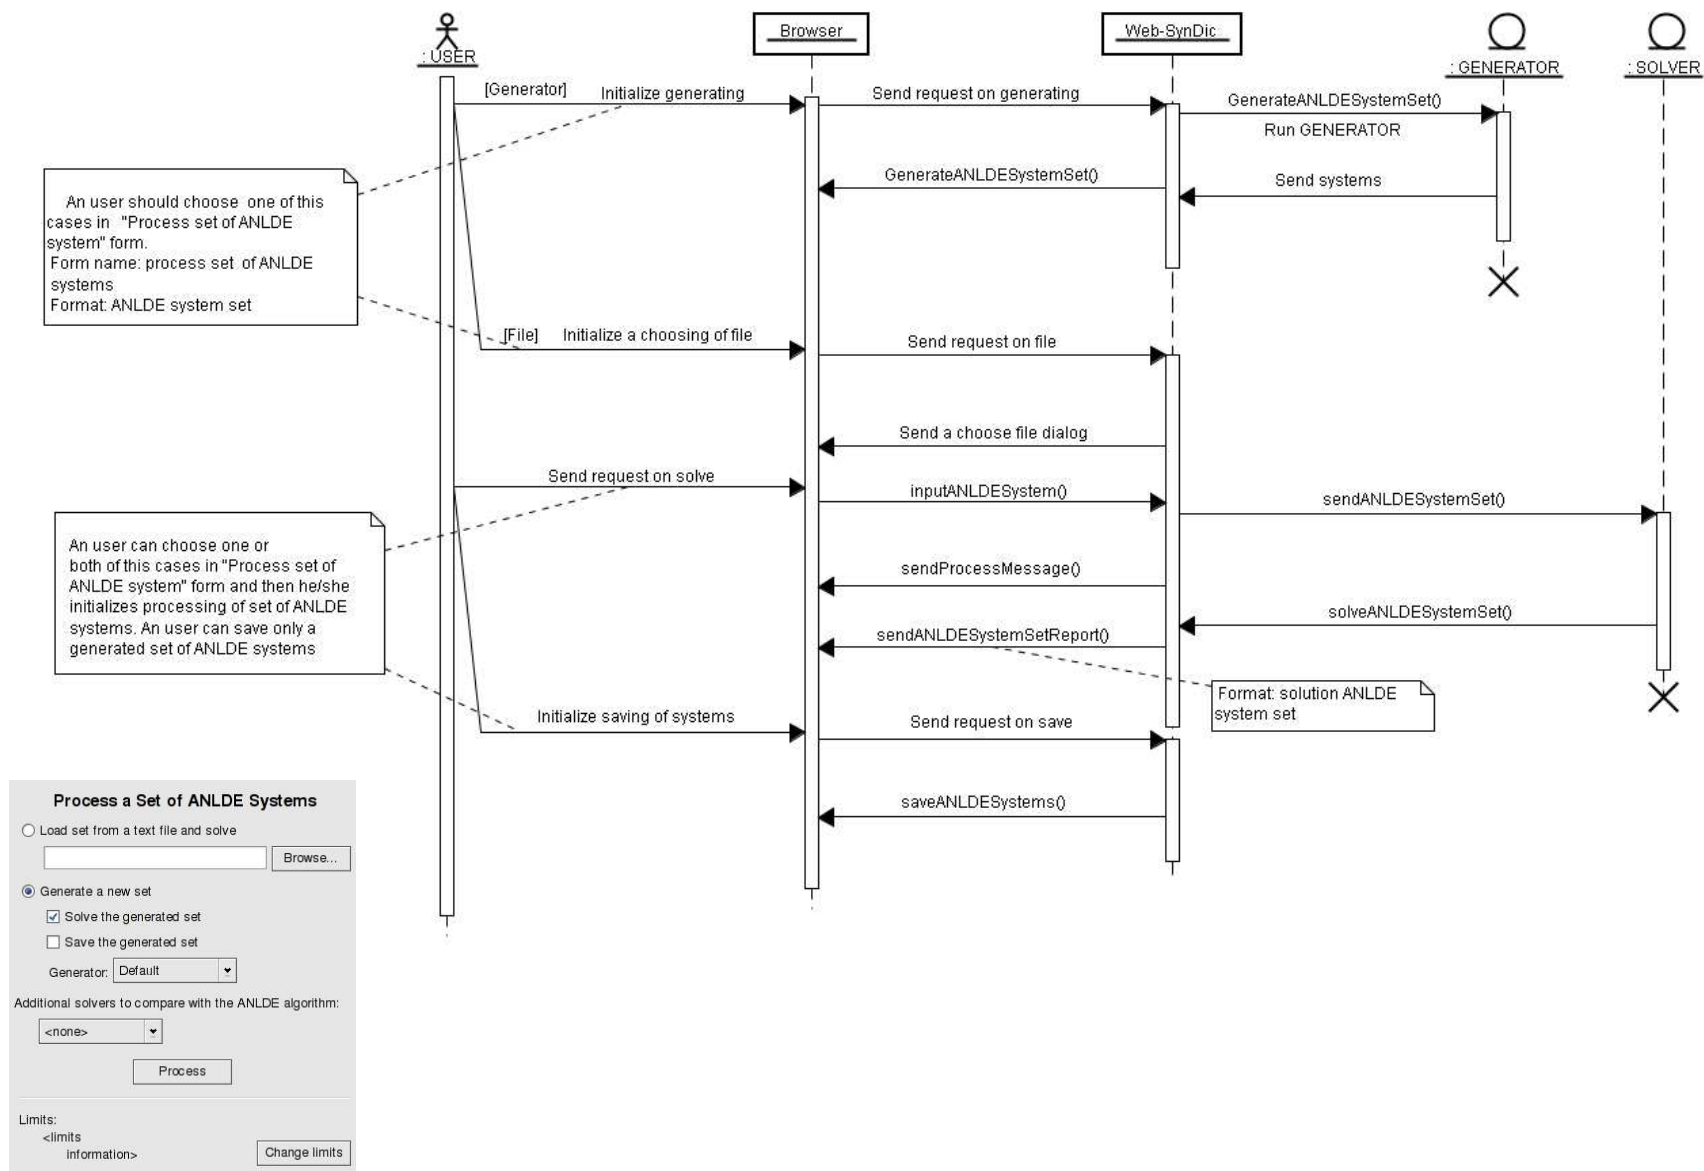 : USER
Browser
Web-SynDic
: GENERATOR
: SOLVER
[Generator]
Initialize generating
Send request on generating
GenerateANLDESystemSet()
Run GENERATOR
GenerateANLDESystemSet()
Send systems
An user should choose one of this
cases in "Process set of ANLDE
system" form.
Form name: process set of ANLDE
systems
Format: ANLDE system set
[File]
Initialize a choosing of file
Send request on file
Send a choose file dialog
Send request on solve
inputANLDESystem()
sendANLDESystemSet()
An user can choose one or
both of this cases in "Process set of
ANLDE system" form and then he/she
initializes processing of set of ANLDE
systems. An user can save only a
generated set of ANLDE systems
sendProcessMessage()
solveANLDESystemSet()
sendANLDESystemSetReport()
Format: solution ANLDE
system set
Initialize saving of systems
Send request on save
saveANLDESystems()
Process a Set of ANLDE Systems
Load set from a text file and solve
Browse...
Generate a new set
Solve the generated set
Save the generated set
Generator: Default
Additional solvers to compare with the ANLDE algorithm:
<none>
Process
Limits:
<limits
information>
Change limits